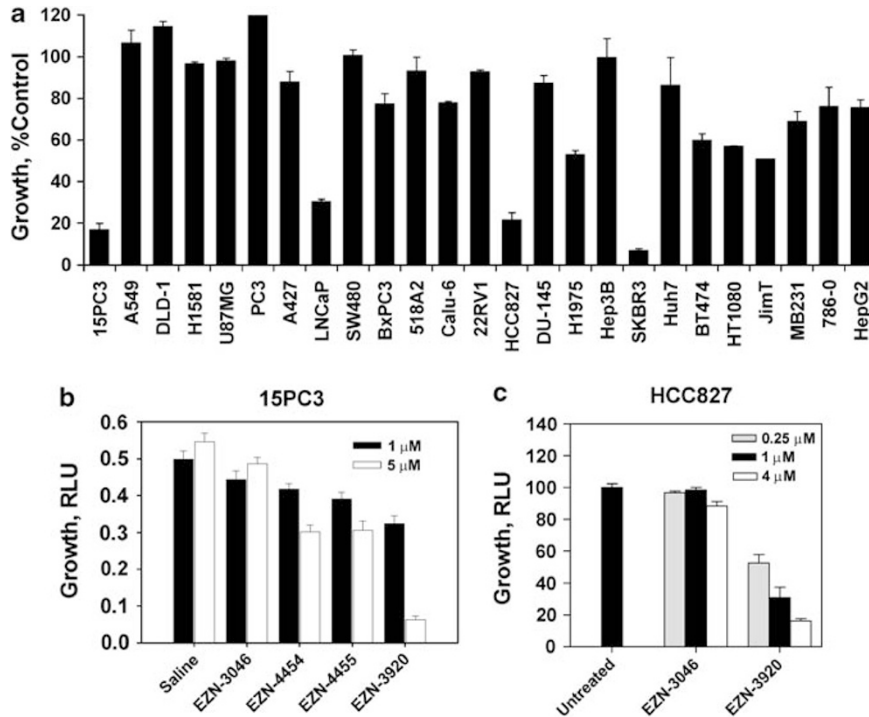 a
Growth, %Control
120
100
80
60
40
20
0
15PC3
A549
DLD-1
H1581
U87MG
PC3
A427
LNCaP
SW480
BxPC3
518A2
Calu-6
22RV1
HCC827
DU-145
H1975
Hep3B
SKBR3
Huh7
BT474
HT1080
JimT
MB231
786-0
HepG2
b
15PC3
Growth, RLU
0.6
0.5
0.4
0.3
0.2
0.1
0.0
1 µM
5 µM
Saline
EZN-3046
EZN-4454
EZN-4455
EZN-3920
c
HCC827
Growth, RLU
140
120
100
80
60
40
20
0
0.25 µM
1 µM
4 µM
Untreated
EZN-3046
EZN-3920